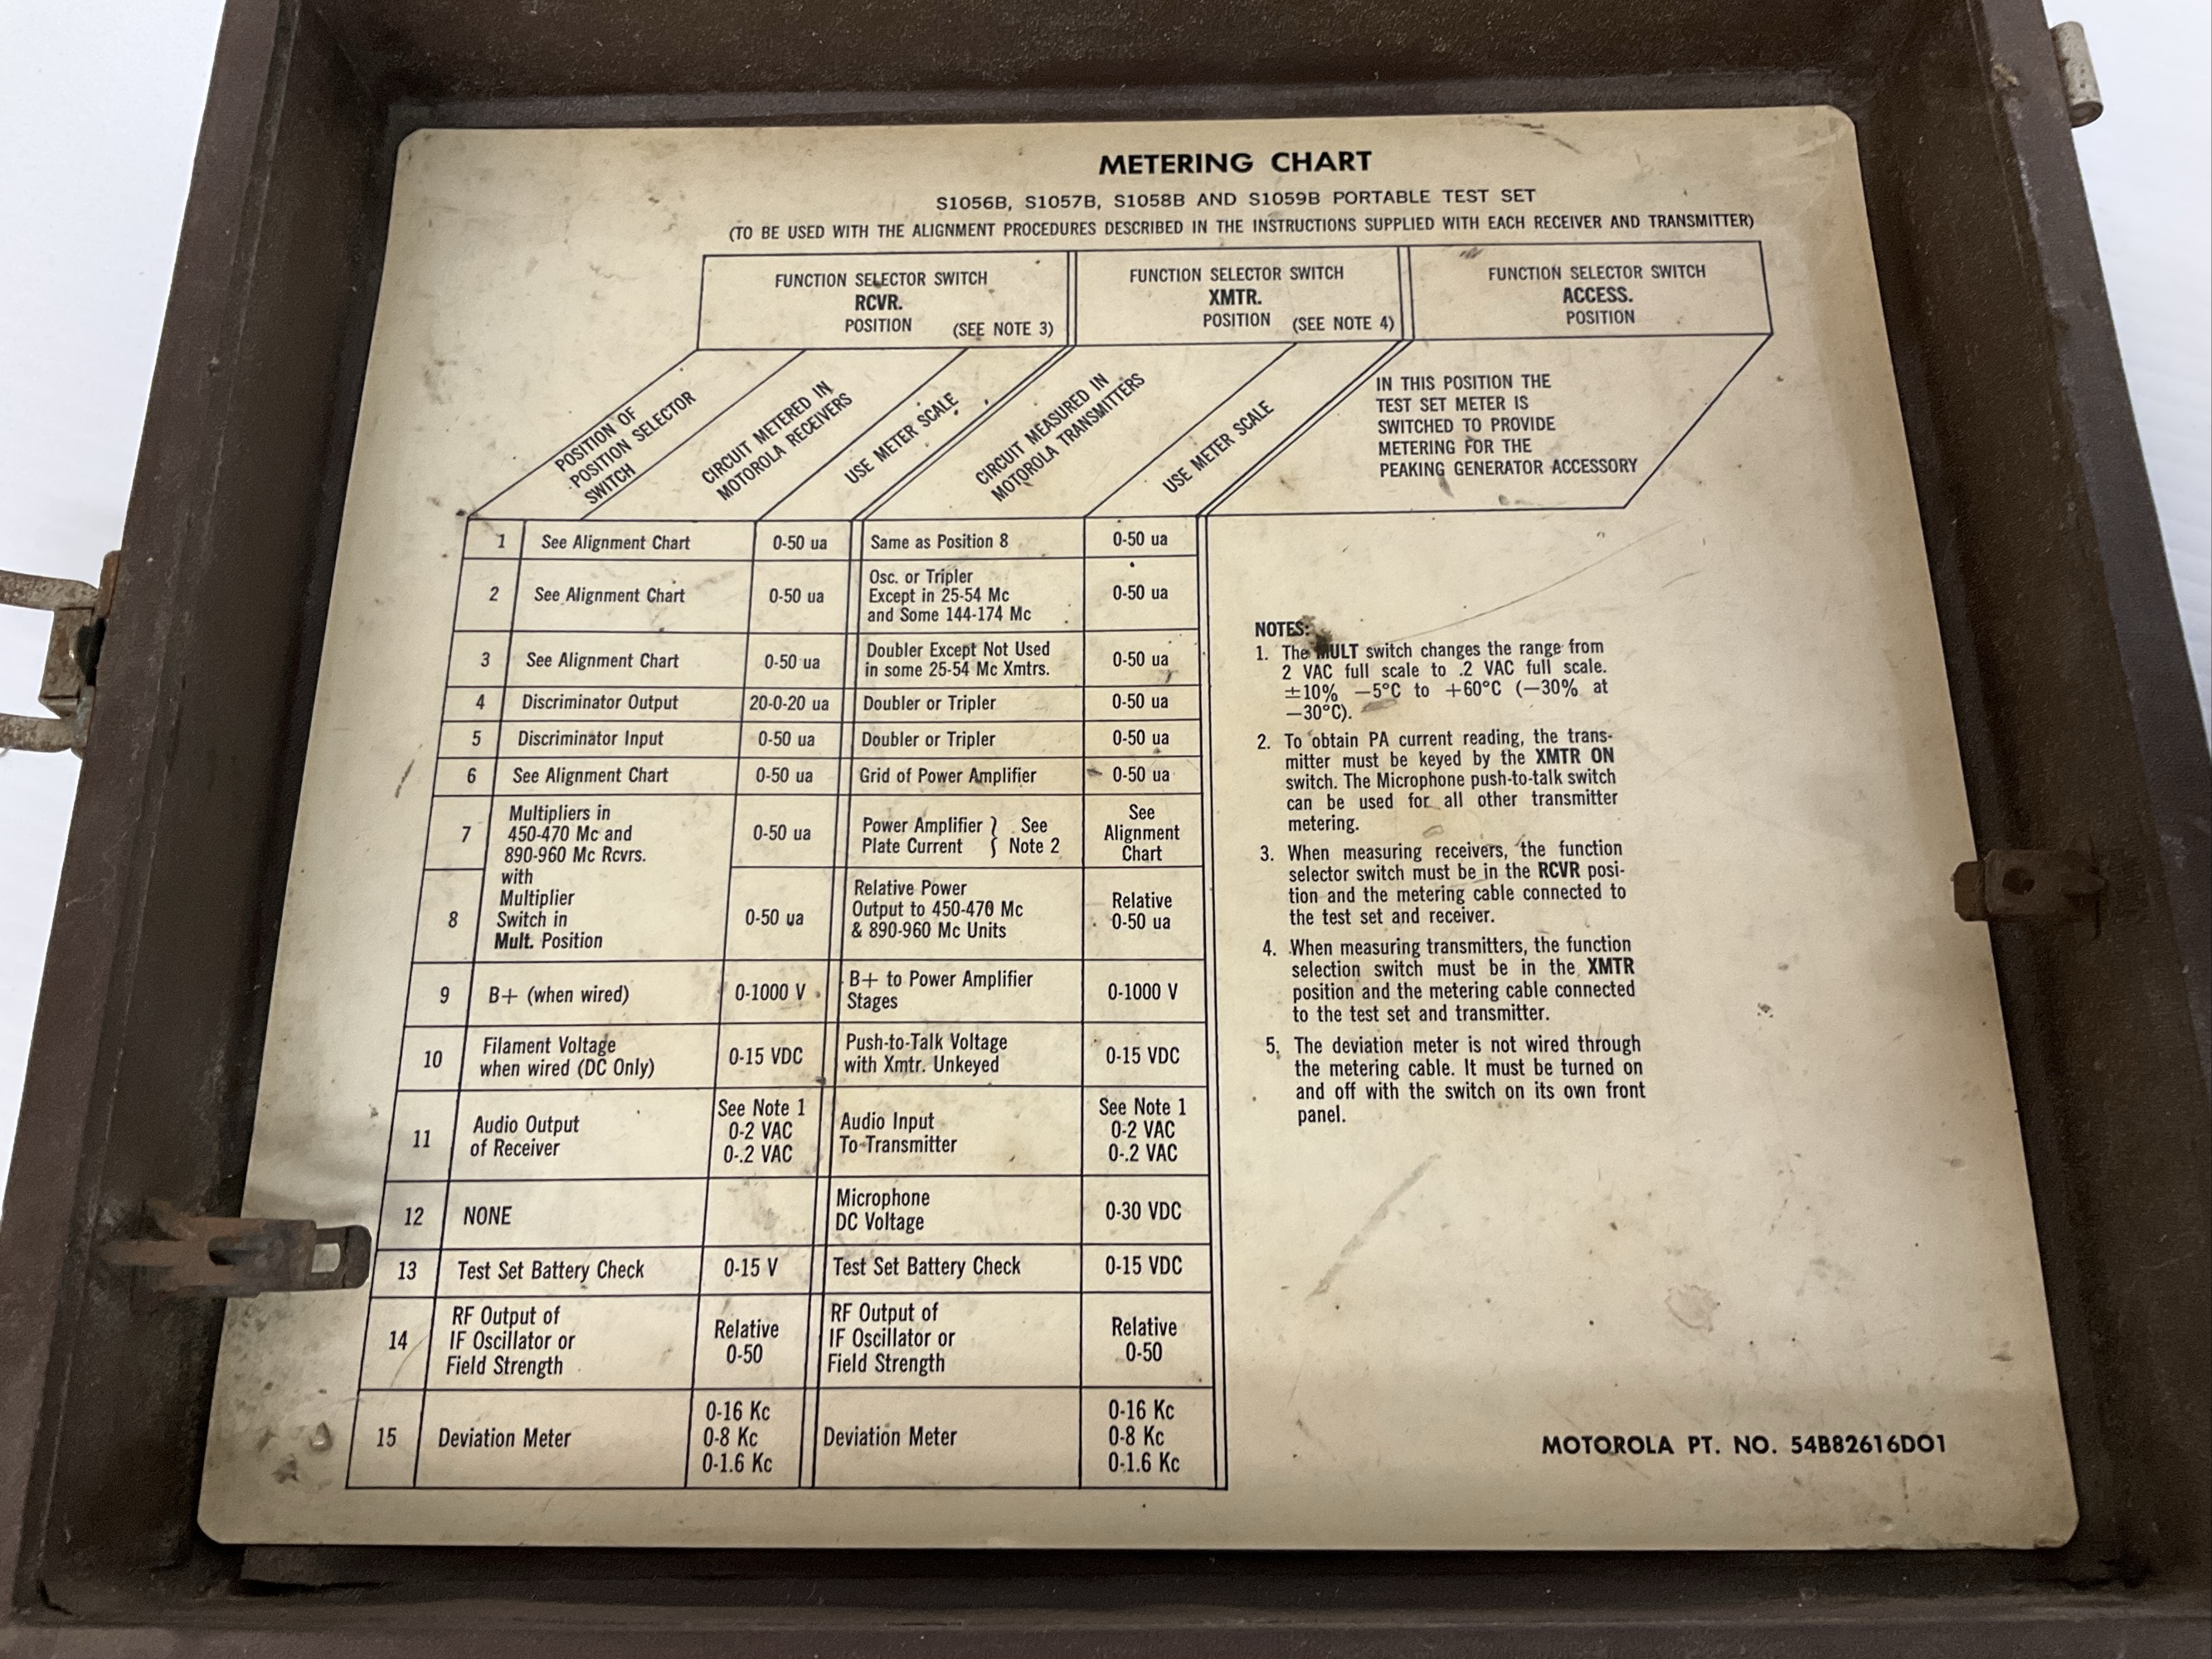 METERING CHART
S1056B, S1057B, S1058B AND S1059B PORTABLE TEST SET
(TO BE USED WITH THE ALIGNMENT PROCEDURES DESCRIBED IN THE INSTRUCTIONS SUPPLIED WITH EACH RECEIVER AND TRANSMITTER)
FUNCTION SELECTOR SWITCH
RCVR.
POSITION (SEE NOTE 3)
FUNCTION SELECTOR SWITCH
XMTR.
POSITION (SEE NOTE 4)
FUNCTION SELECTOR SWITCH
ACCESS.
POSITION
POSITION OF
POSITION SELECTOR
SWITCH
CIRCUIT METERED IN
MOTOROLA RECEIVERS
USE METER SCALE
CIRCUIT MEASURED IN
MOTOROLA TRANSMITTERS
USE METER SCALE
IN THIS POSITION THE
TEST SET METER IS
SWITCHED TO PROVIDE
METERING FOR THE
PEAKING GENERATOR ACCESSORY
1 See Alignment Chart 0-50 ua Same as Position 8 0-50 ua
2 See Alignment Chart 0-50 ua
Osc. or Tripler
Except in 25-54 Mc
and Some 144-174 Mc
0-50 ua
3 See Alignment Chart 0-50 ua
Doubler Except Not Used
in some 25-54 Mc Xmtrs.
0-50 ua
4 Discriminator Output 20-0-20 ua Doubler or Tripler 0-50 ua
5 Discriminator Input 0-50 ua Doubler or Tripler 0-50 ua
6 See Alignment Chart 0-50 ua Grid of Power Amplifier 0-50 ua
7
Multipliers in
450-470 Mc and
890-960 Mc Rcvrs.
with
Multiplier
Switch in
Mult. Position
0-50 ua
Power Amplifier } See
Plate Current } Note 2
See
Alignment
Chart
8
0-50 ua
Relative Power
Output to 450-470 Mc
& 890-960 Mc Units
Relative
0-50 ua
9 B+ (when wired) 0-1000 V
B+ to Power Amplifier
Stages
0-1000 V
10
Filament Voltage
when wired (DC Only)
0-15 VDC
Push-to-Talk Voltage
with Xmtr. Unkeyed
0-15 VDC
11
Audio Output
of Receiver
See Note 1
0-2 VAC
0-.2 VAC
Audio Input
To Transmitter
See Note 1
0-2 VAC
0-.2 VAC
12 NONE
Microphone
DC Voltage
0-30 VDC
13 Test Set Battery Check 0-15 V Test Set Battery Check 0-15 VDC
14
RF Output of
IF Oscillator or
Field Strength
Relative
0-50
RF Output of
IF Oscillator or
Field Strength
Relative
0-50
15 Deviation Meter
0-16 Kc
0-8 Kc
0-1.6 Kc
Deviation Meter
0-16 Kc
0-8 Kc
0-1.6 Kc
NOTES:
1. The MULT switch changes the range from
2 VAC full scale to .2 VAC full scale.
±10% —5°C to +60°C (—30% at
—30°C).
2. To obtain PA current reading, the trans-
mitter must be keyed by the XMTR ON
switch. The Microphone push-to-talk switch
can be used for all other transmitter
metering.
3. When measuring receivers, the function
selector switch must be in the RCVR posi-
tion and the metering cable connected to
the test set and receiver.
4. When measuring transmitters, the function
selection switch must be in the XMTR
position and the metering cable connected
to the test set and transmitter.
5. The deviation meter is not wired through
the metering cable. It must be turned on
and off with the switch on its own front
panel.
MOTOROLA PT. NO. 54B82616D01